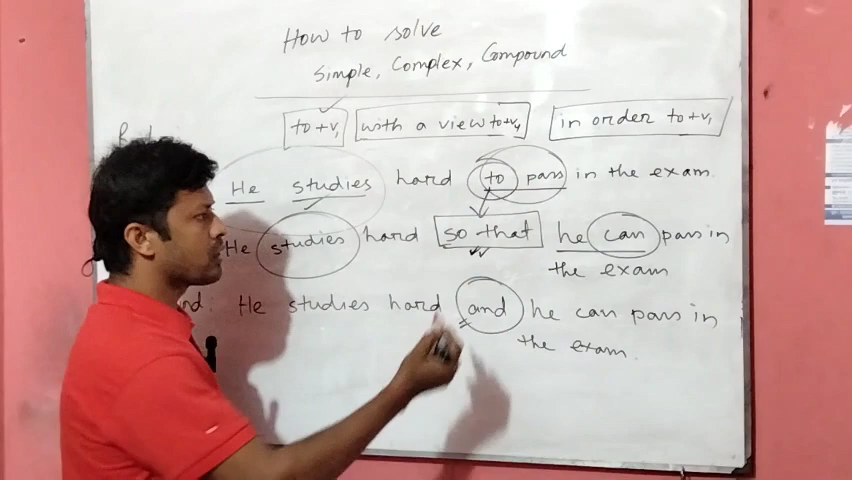 How to solve
Simple, Complex, Compound
to+v1 with a view to+v4 in order to+v1
He studies hard to pass in the exam.
He studies hard so that he can pass in
the exam
He studies hard and he can pass in
the exam.